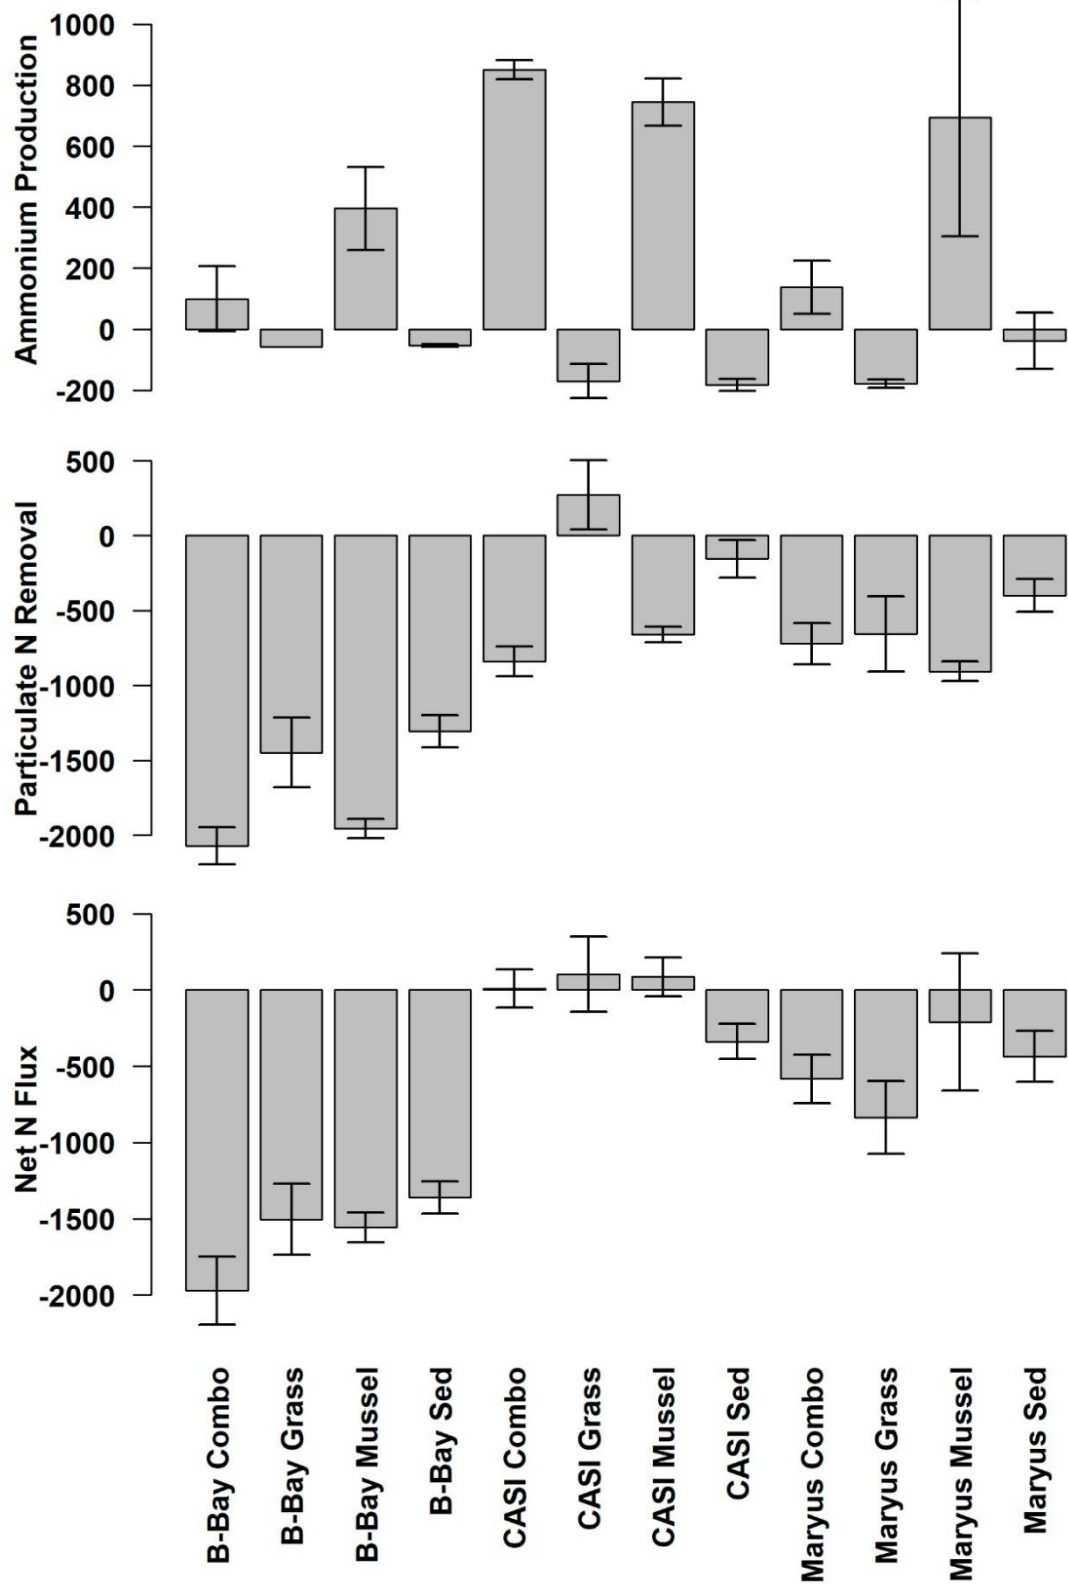 Ammonium Production
1000
800
600
400
200
0
-200
Particulate N Removal
500
0
-500
-1000
-1500
-2000
Net N Flux
500
0
-500
-1000
-1500
-2000
B-Bay Combo
B-Bay Grass
B-Bay Mussel
B-Bay Sed
CASI Combo
CASI Grass
CASI Mussel
CASI Sed
Maryus Combo
Maryus Grass
Maryus Mussel
Maryus Sed